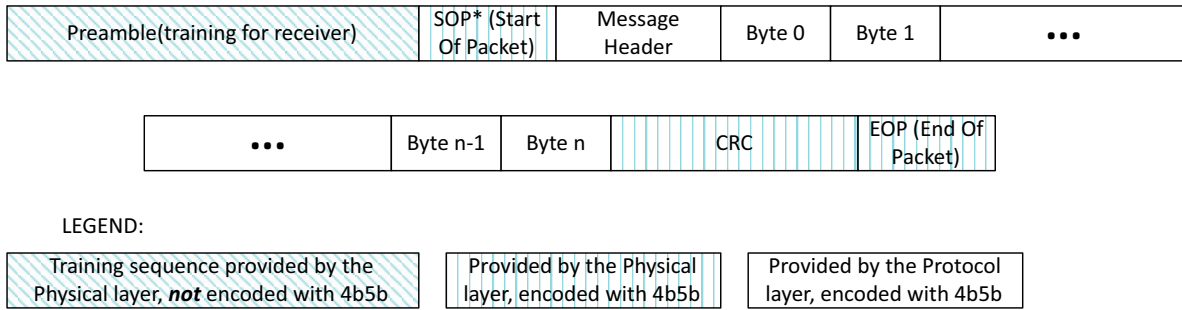 Preamble(training for receiver)
SOP* (Start
Of Packet)
Message
Header
Byte 0
Byte 1
•••
•••
Byte n-1
Byte n
CRC
EOP (End Of
Packet)
LEGEND:
Training sequence provided by the
Physical layer, not encoded with 4b5b
Provided by the Physical
layer, encoded with 4b5b
Provided by the Protocol
layer, encoded with 4b5b